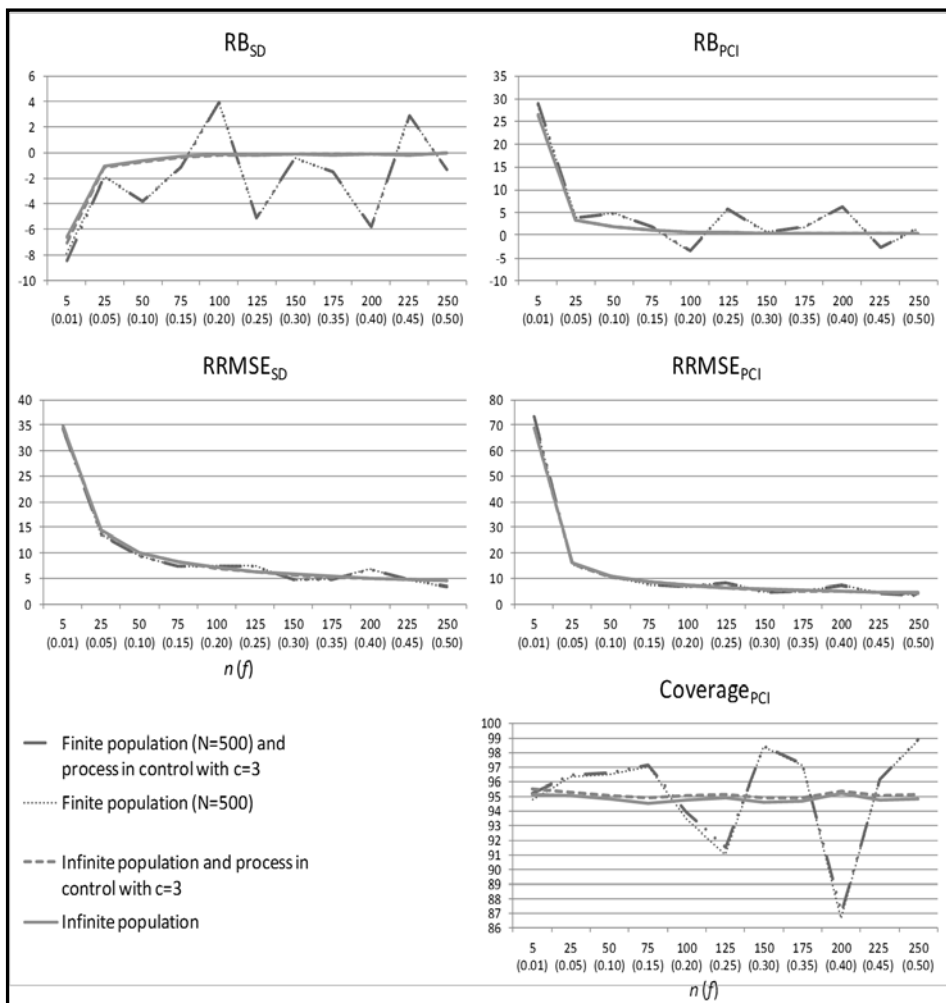 RBSD
6
4
2
0
-2
-4
-6
-8
-10
5 25 50 75 100 125 150 175 200 225 250
(0.01) (0.05) (0.10) (0.15) (0.20) (0.25) (0.30) (0.35) (0.40) (0.45) (0.50)
RBPCI
35
30
25
20
15
10
5
0
-5
-10
5 25 50 75 100 125 150 175 200 225 250
(0.01) (0.05) (0.10) (0.15) (0.20) (0.25) (0.30) (0.35) (0.40) (0.45) (0.50)
RRMSESD
40
35
30
25
20
15
10
5
0
5 25 50 75 100 125 150 175 200 225 250
(0.01) (0.05) (0.10) (0.15) (0.20) (0.25) (0.30) (0.35) (0.40) (0.45) (0.50)
n (f)
RRMSEPCI
80
70
60
50
40
30
20
10
0
5 25 50 75 100 125 150 175 200 225 250
(0.01) (0.05) (0.10) (0.15) (0.20) (0.25) (0.30) (0.35) (0.40) (0.45) (0.50)
Finite population (N=500) and
process in control with c=3
Finite population (N=500)
Infinite population and process in
control with c=3
Infinite population
CoveragePCI
100
99
98
97
96
95
94
93
92
91
90
89
88
87
86
5 25 50 75 100 125 150 175 200 225 250
(0.01) (0.05) (0.10) (0.15) (0.20) (0.25) (0.30) (0.35) (0.40) (0.45) (0.50)
n (f)